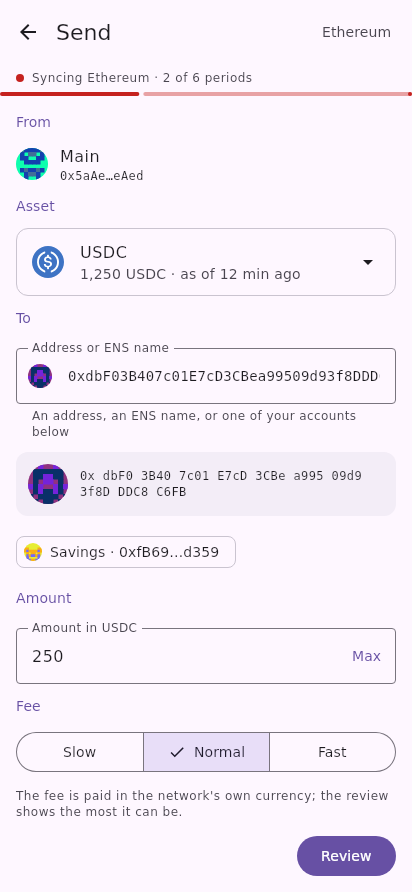 Send
Ethereum
Syncing Ethereum · 2 of 6 periods
From
Main
0x5aAe…eAed
Asset
USDC
1,250 USDC · as of 12 min ago
To
Address or ENS name
0xdbF03B407c01E7cD3CBea99509d93f8DDD
An address, an ENS name, or one of your accounts
below
0x dbF0 3B40 7c01 E7cD 3CBe a995 09d9
3f8D DDC8 C6FB
Savings · 0xfB69…d359
Amount
Amount in USDC
250
Max
Fee
Slow
Normal
Fast
The fee is paid in the network's own currency; the review
shows the most it can be.
Review